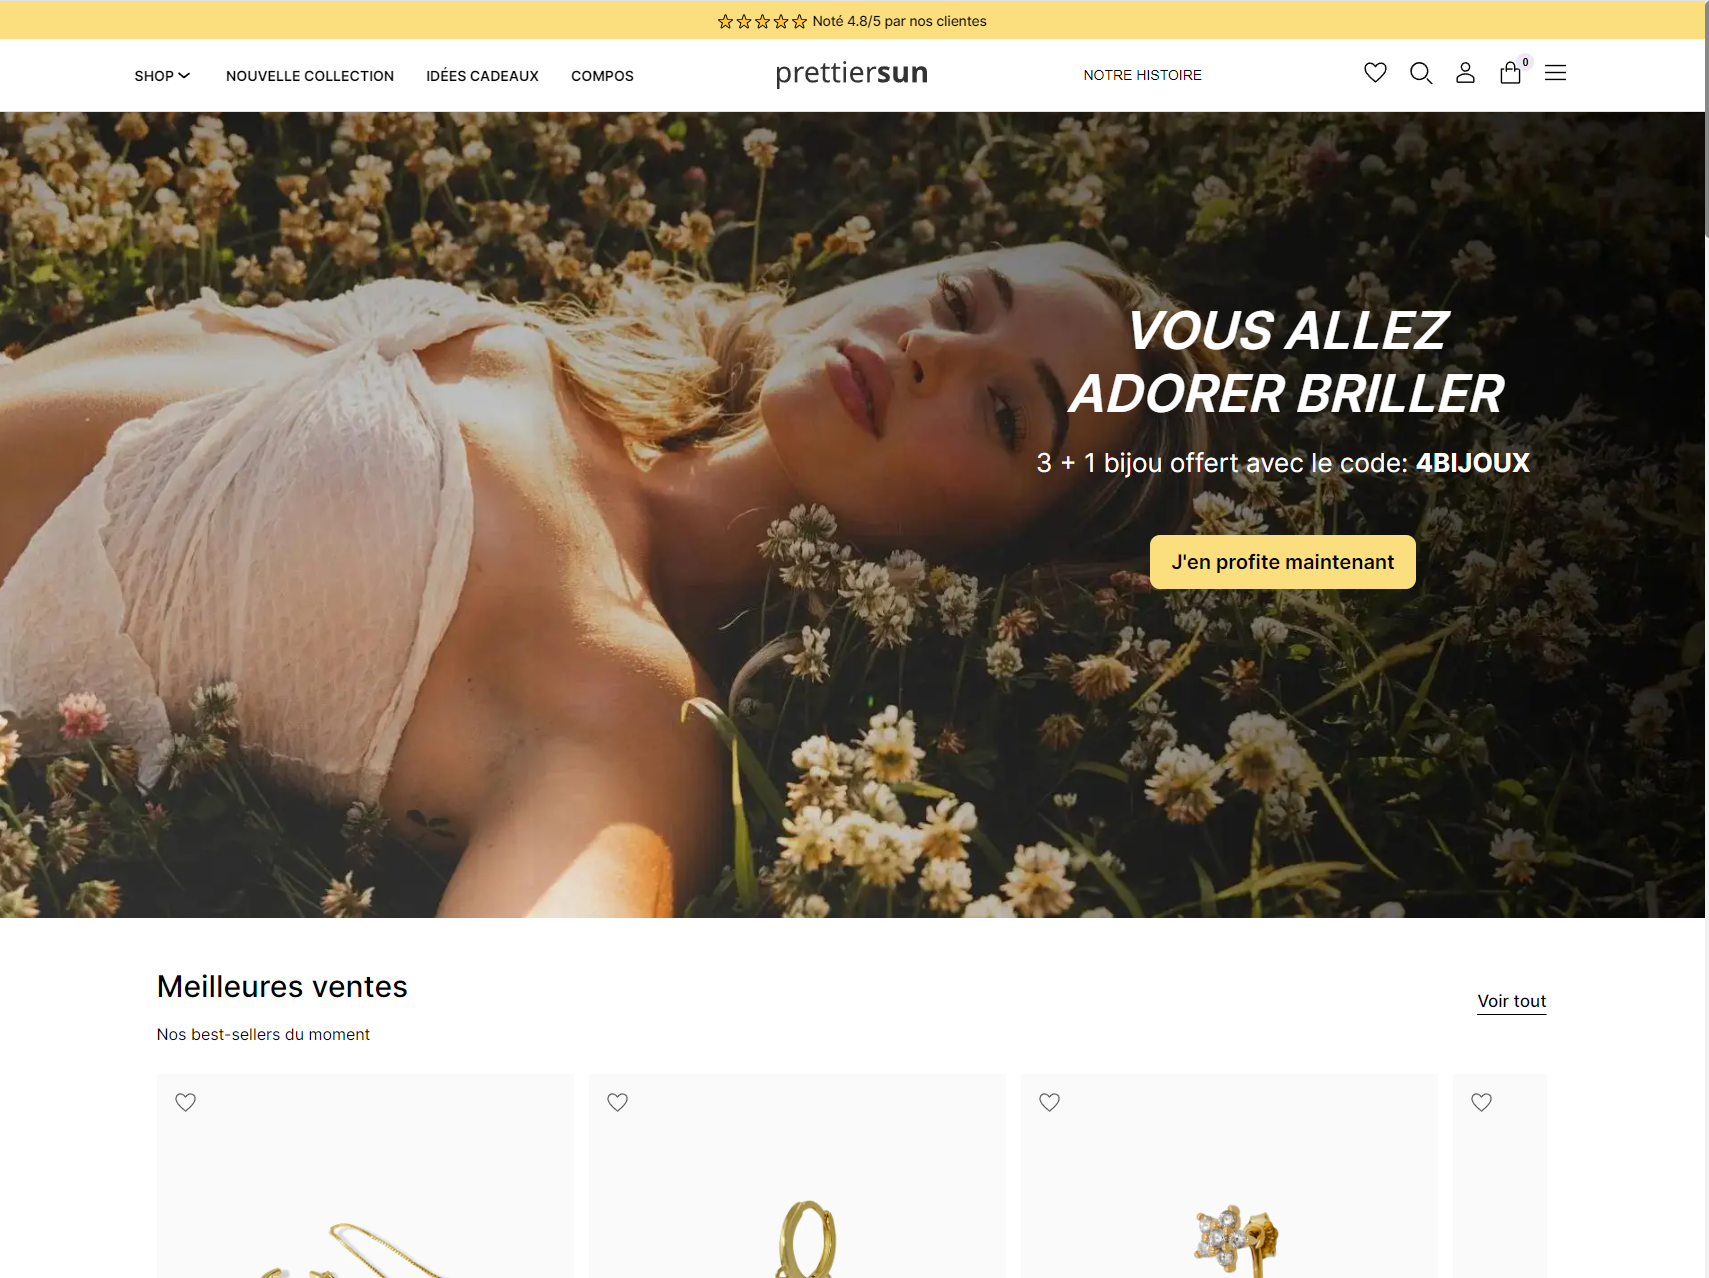 Noté 4.8/5 par nos clientes
SHOP NOUVELLE COLLECTION IDÉES CADEAUX COMPOS prettiersun NOTRE HISTOIRE 0
VOUS ALLEZ
ADORER BRILLER
3 + 1 bijou offert avec le code: 4BIJOUX
J'en profite maintenant
Meilleures ventes
Voir tout
Nos best-sellers du moment